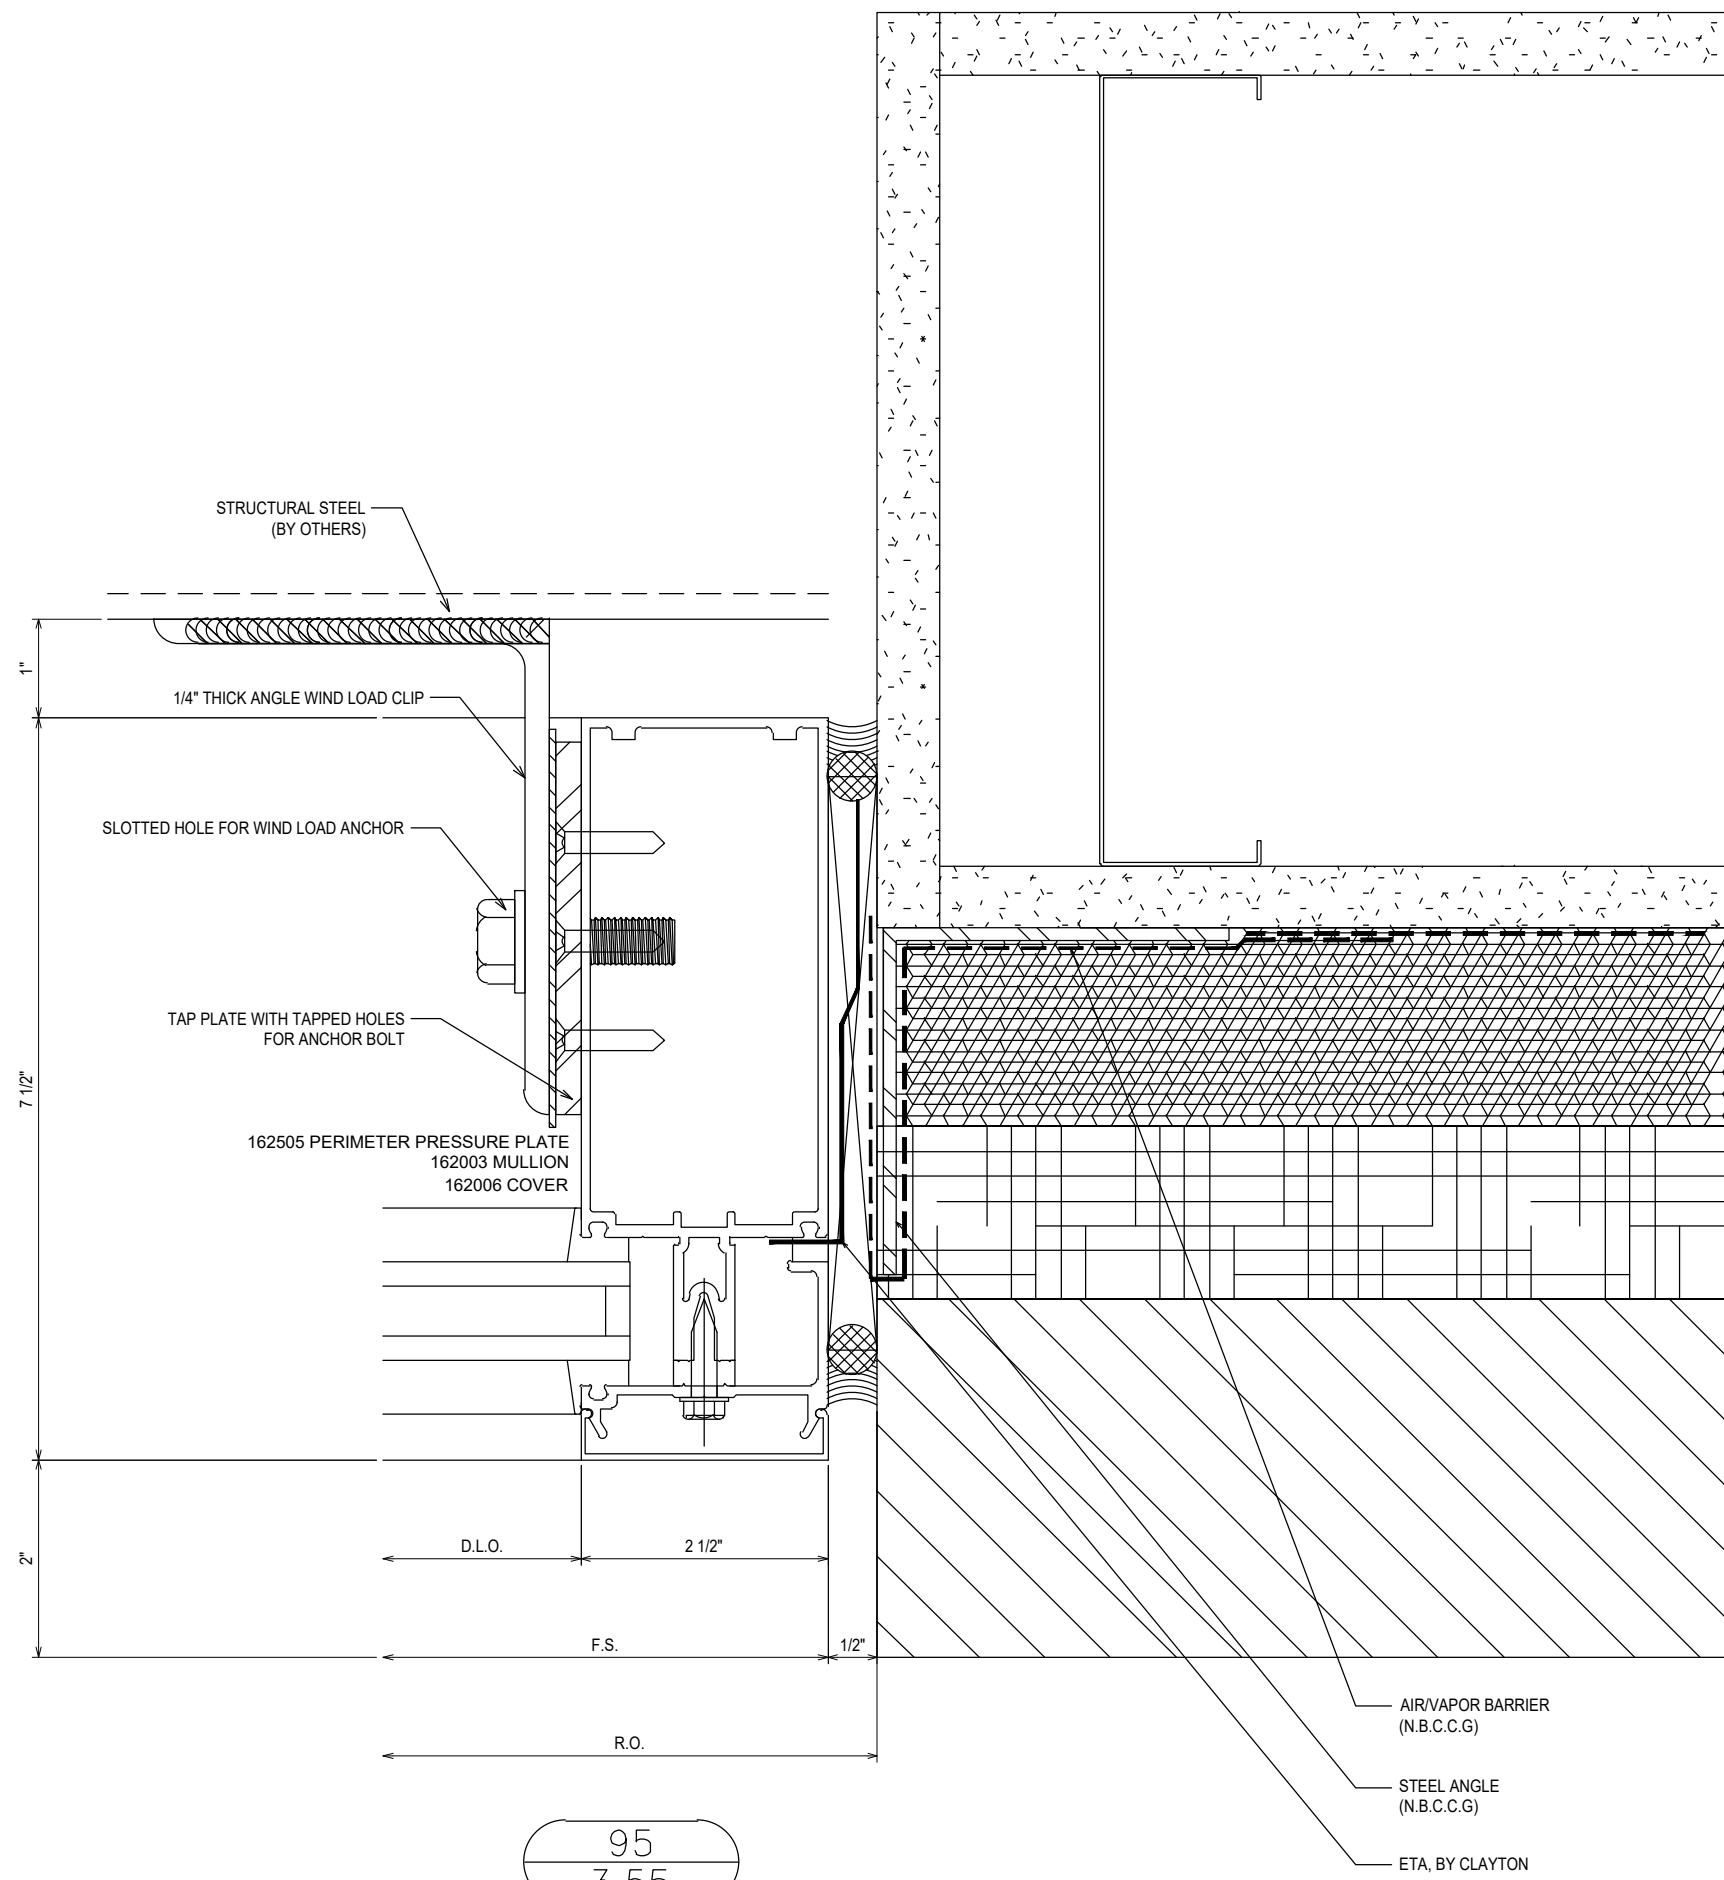 STRUCTURAL STEEL
(BY OTHERS)
1"
1/4" THICK ANGLE WIND LOAD CLIP
SLOTTED HOLE FOR WIND LOAD ANCHOR
TAP PLATE WITH TAPPED HOLES
FOR ANCHOR BOLT
7 1/2"
162505 PERIMETER PRESSURE PLATE
162003 MULLION
162006 COVER
2"
D.L.O.
2 1/2"
F.S.
1/2"
R.O.
AIR/VAPOR BARRIER
(N.B.C.C.G)
STEEL ANGLE
(N.B.C.C.G)
ETA, BY CLAYTON
95